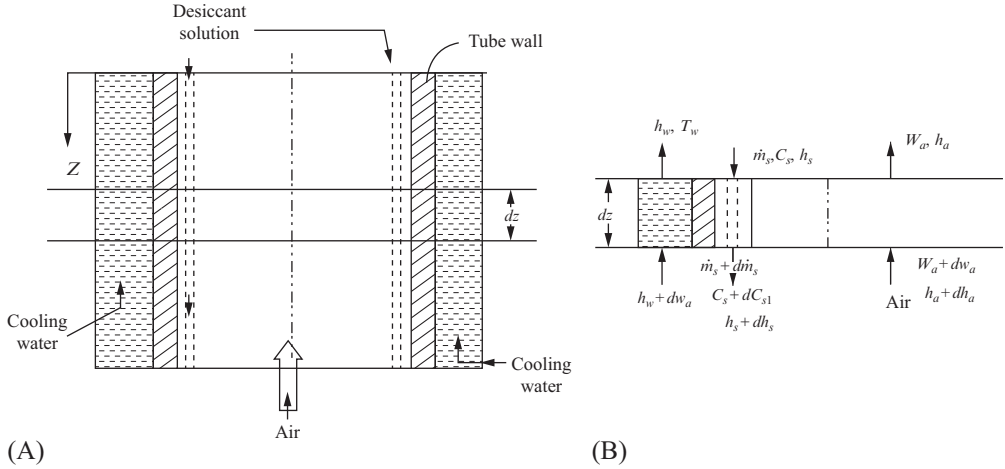 Desiccant
solution
Tube wall
Z
dz
Cooling
water
Cooling
water
Air
(A)
h_w, T_w
ṁ_s, C_s, h_s
W_a, h_a
dz
ṁ_s + dṁ_s
C_s + dC_s1
h_s + dh_s
h_w + dw_a
W_a + dw_a
h_a + dh_a
Air
(B)